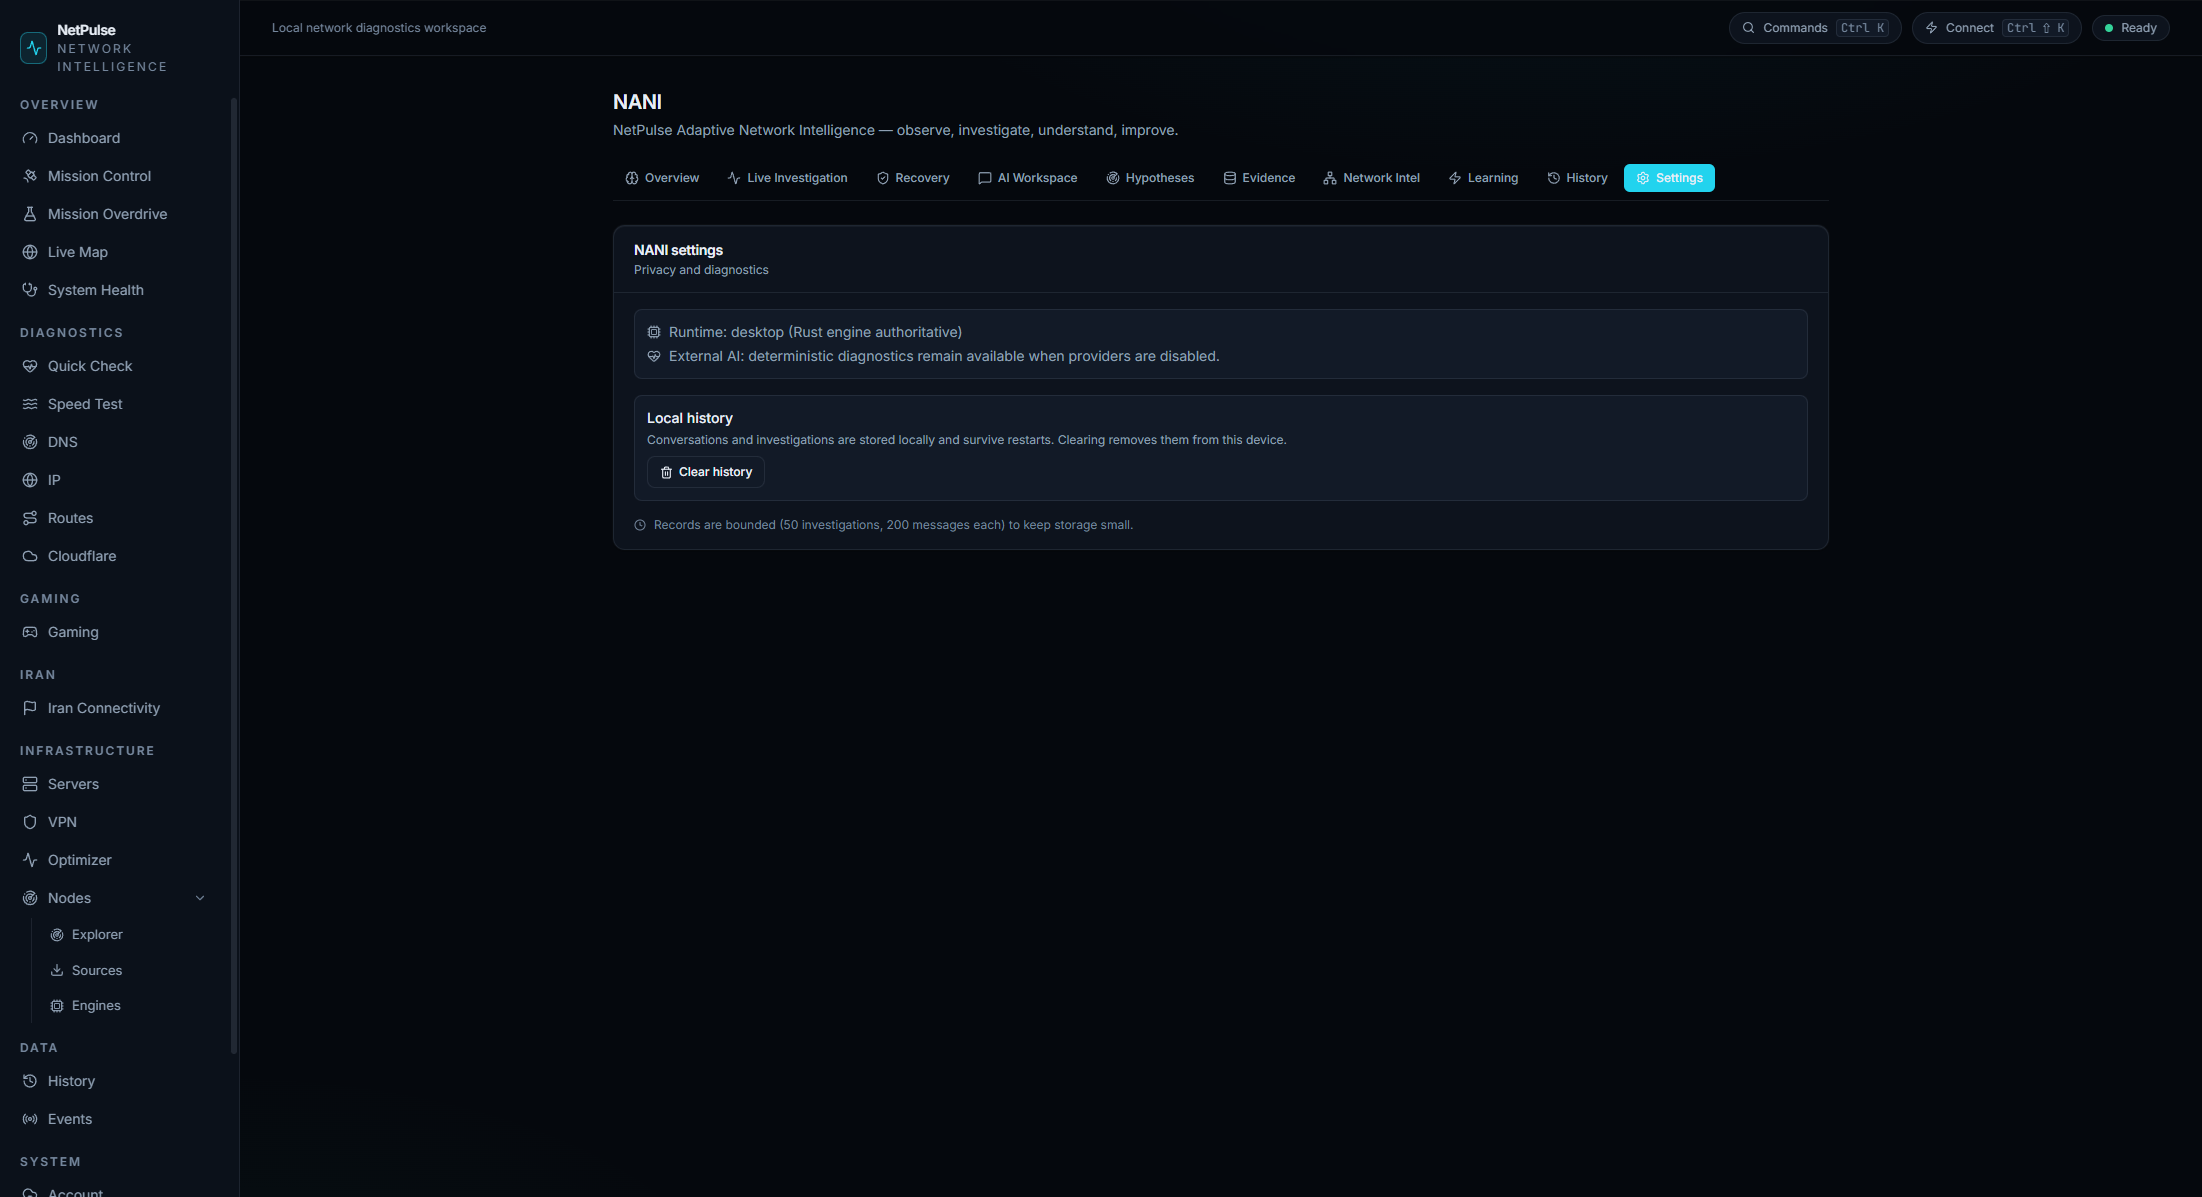 NetPulse
NETWORK
INTELLIGENCE
OVERVIEW
Dashboard
Mission Control
Mission Overdrive
Live Map
System Health
DIAGNOSTICS
Quick Check
Speed Test
DNS
IP
Routes
Cloudflare
GAMING
Gaming
IRAN
Iran Connectivity
INFRASTRUCTURE
Servers
VPN
Optimizer
Nodes
Explorer
Sources
Engines
DATA
History
Events
SYSTEM
Account
Local network diagnostics workspace
Commands Ctrl K
Connect Ctrl ⇧ K
Ready
NANI
NetPulse Adaptive Network Intelligence — observe, investigate, understand, improve.
Overview Live Investigation Recovery AI Workspace Hypotheses Evidence Network Intel Learning History Settings
NANI settings
Privacy and diagnostics
Runtime: desktop (Rust engine authoritative)
External AI: deterministic diagnostics remain available when providers are disabled.
Local history
Conversations and investigations are stored locally and survive restarts. Clearing removes them from this device.
Clear history
Records are bounded (50 investigations, 200 messages each) to keep storage small.